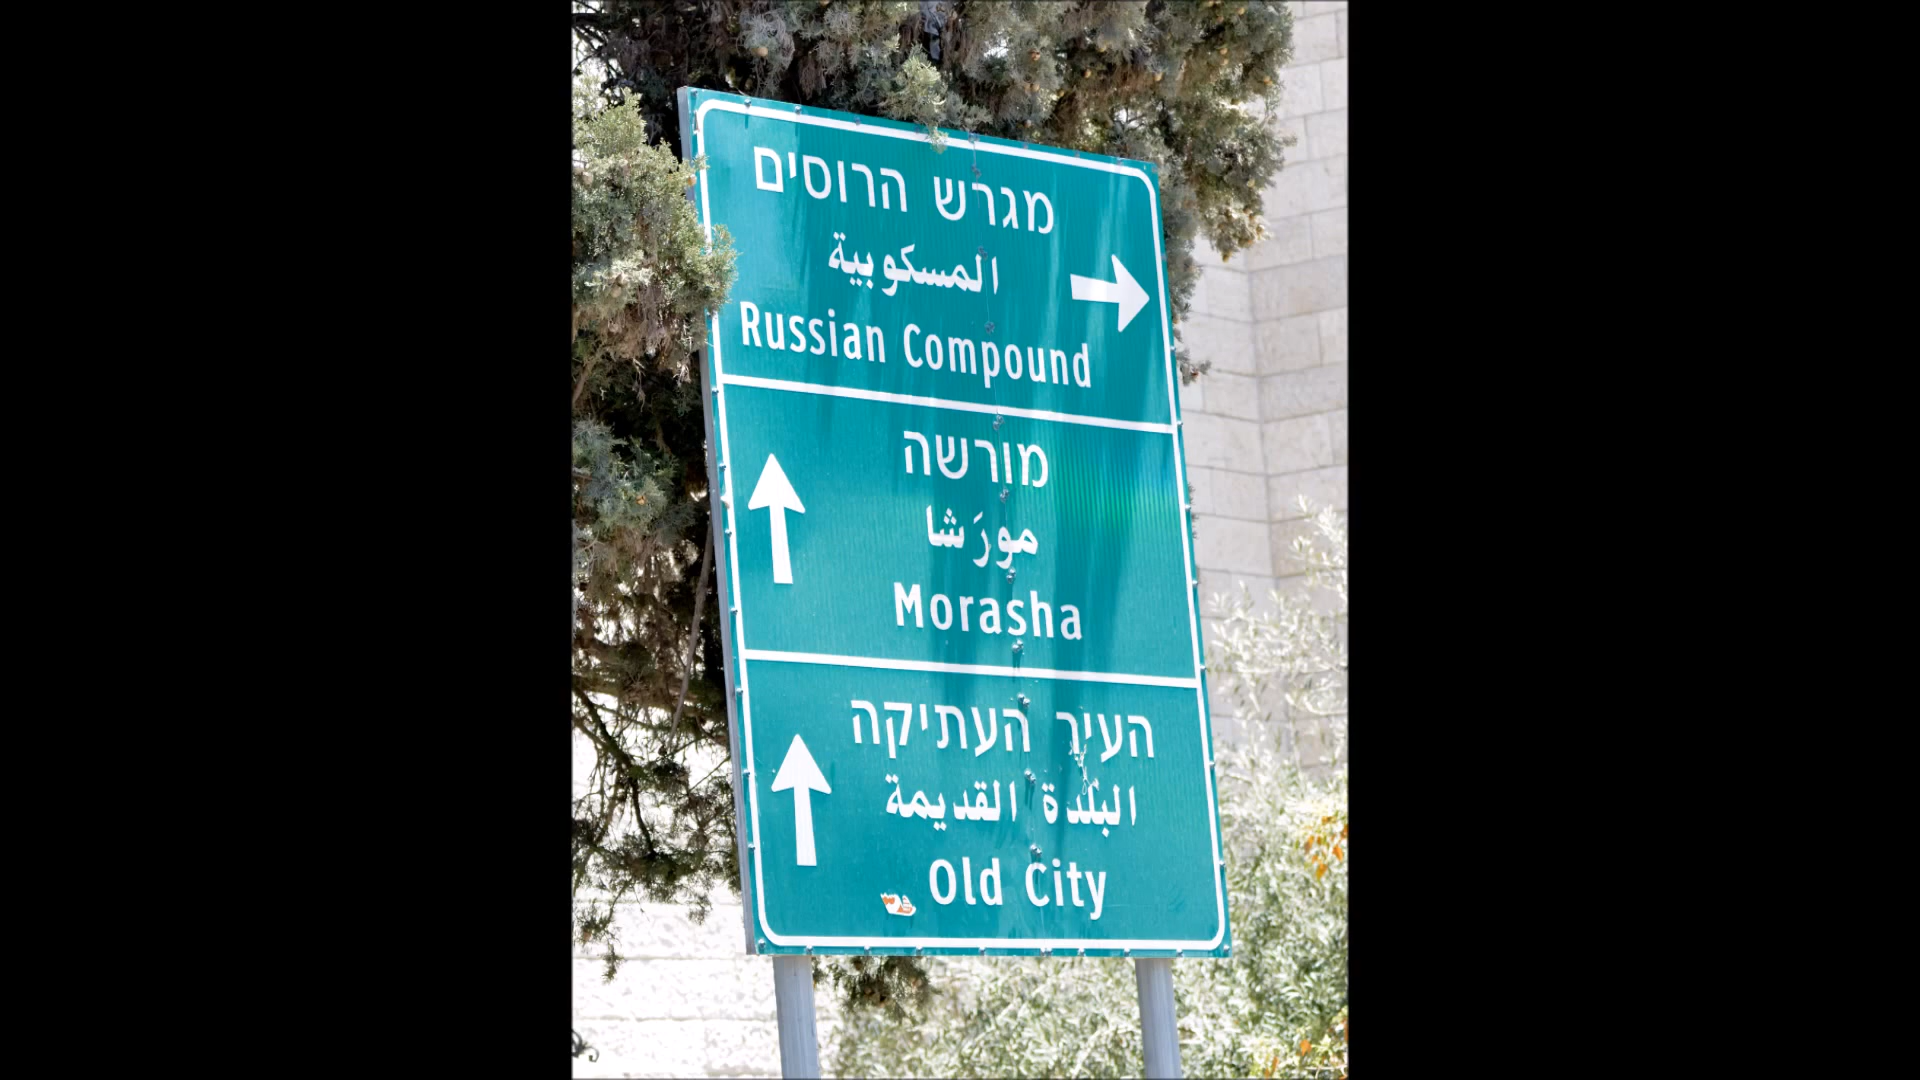 מגרש הרוסים
المسكوبية
Russian Compound
מורשה
مورَشا
Morasha
העיר העתיקה
البلدة القديمة
Old City